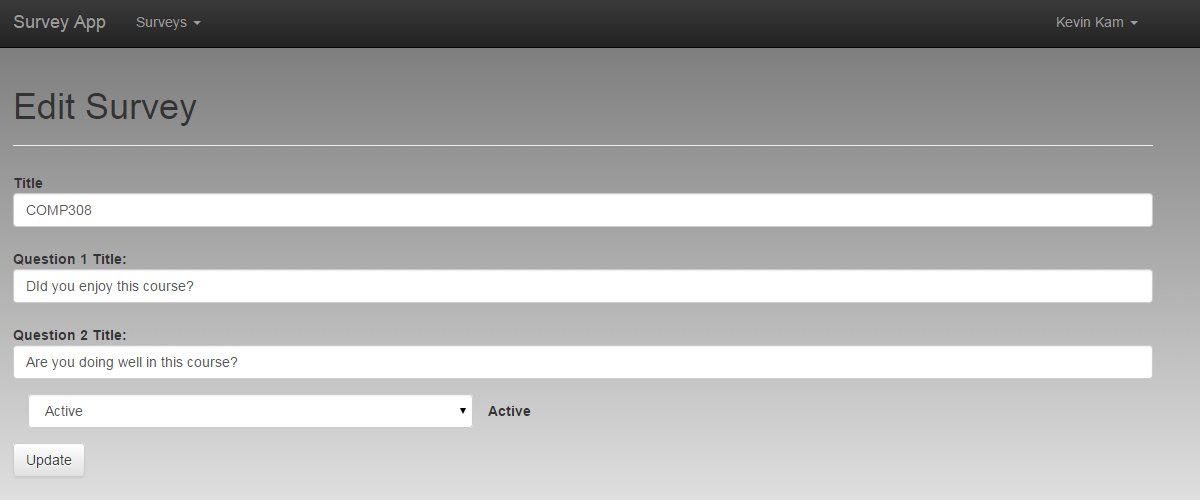 Survey App Surveys Kevin Kam
Edit Survey
Title
COMP308
Question 1 Title:
DId you enjoy this course?
Question 2 Title:
Are you doing well in this course?
Active Active
Update